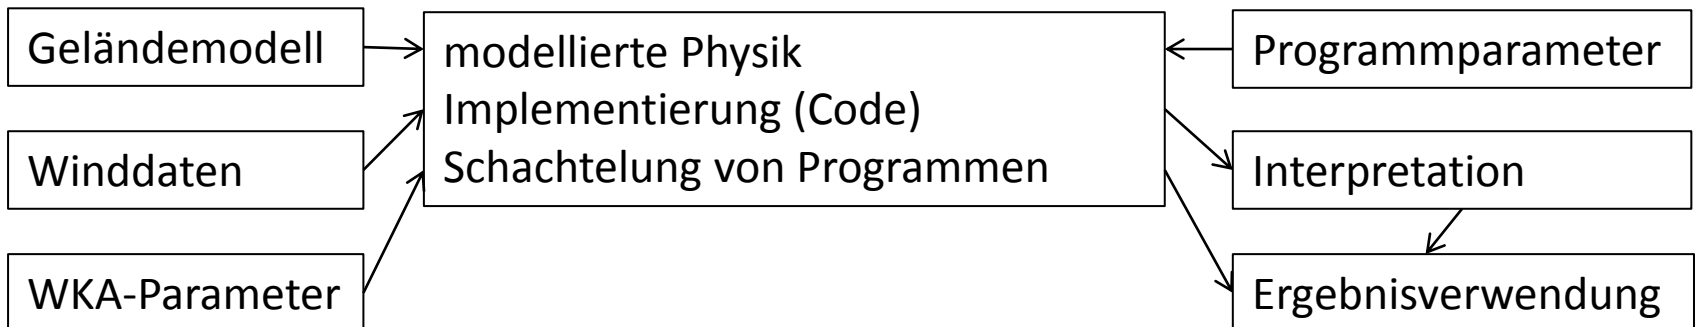 Geländemodell
Winddaten
WKA-Parameter
modellierte Physik
Implementierung (Code)
Schachtelung von Programmen
Programmparameter
Interpretation
Ergebnisverwendung